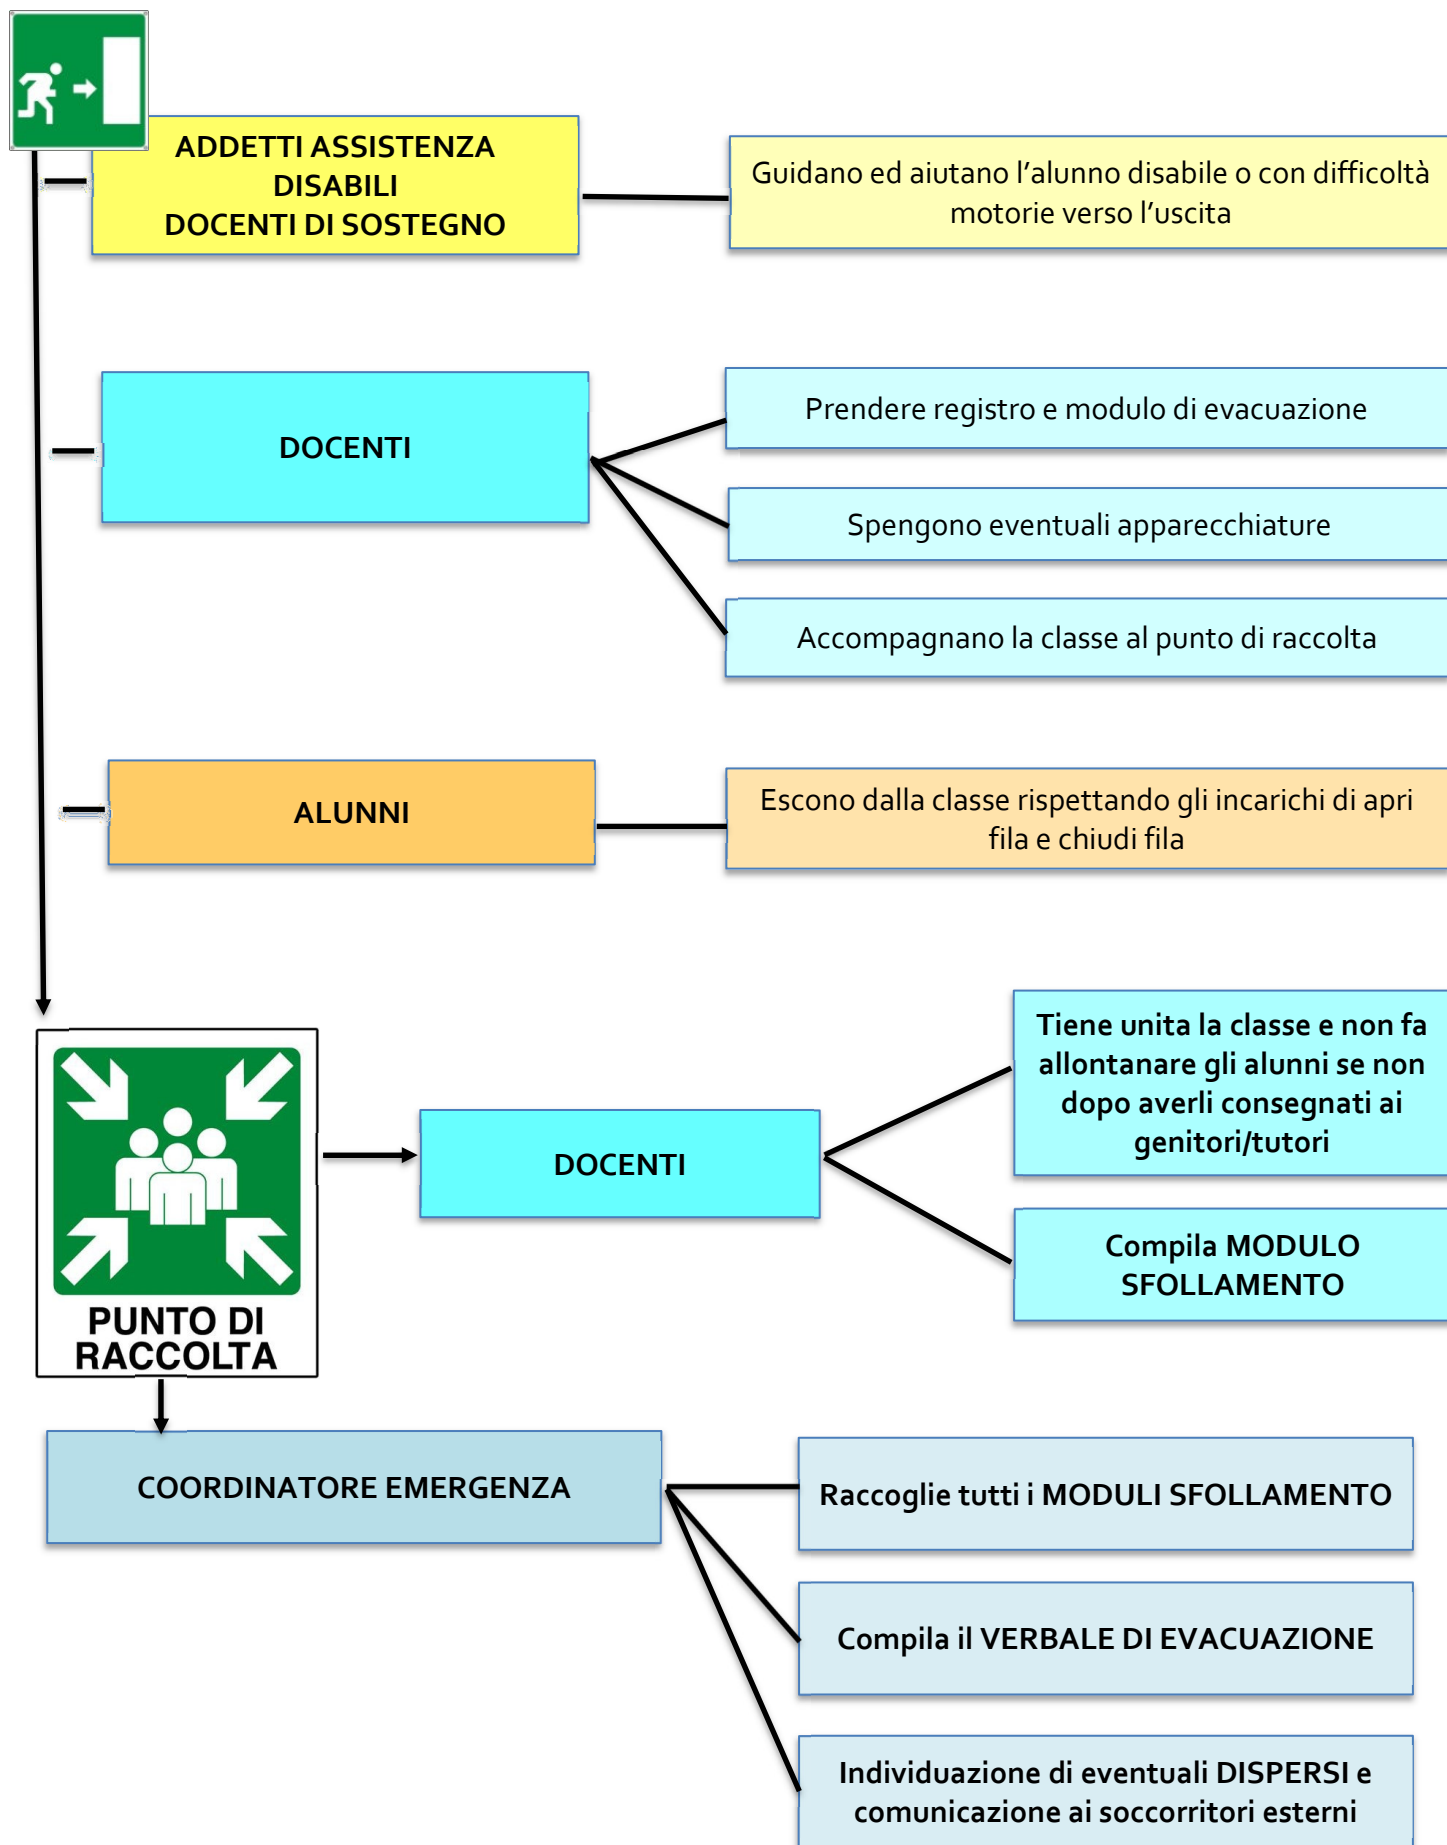 ADDETTI ASSISTENZA
DISABILI
DOCENTI DI SOSTEGNO
Guidano ed aiutano l’alunno disabile o con difficoltà
motorie verso l’uscita
DOCENTI
Prendere registro e modulo di evacuazione
Spengono eventuali apparecchiature
Accompagnano la classe al punto di raccolta
ALUNNI
Escono dalla classe rispettando gli incarichi di apri
fila e chiudi fila
PUNTO DI
RACCOLTA
DOCENTI
Tiene unita la classe e non fa
allontanare gli alunni se non
dopo averli consegnati ai
genitori/tutori
Compila MODULO
SFOLLAMENTO
COORDINATORE EMERGENZA
Raccoglie tutti i MODULI SFOLLAMENTO
Compila il VERBALE DI EVACUAZIONE
Individuazione di eventuali DISPERSI e
comunicazione ai soccorritori esterni